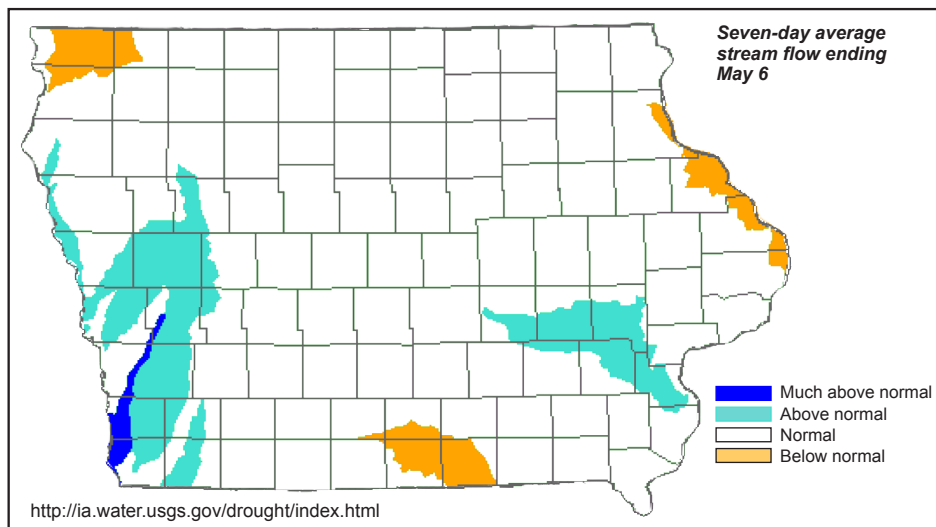 Seven-day average
stream flow ending
May 6
Much above normal
Above normal
Normal
Below normal
http://ia.water.usgs.gov/drought/index.html